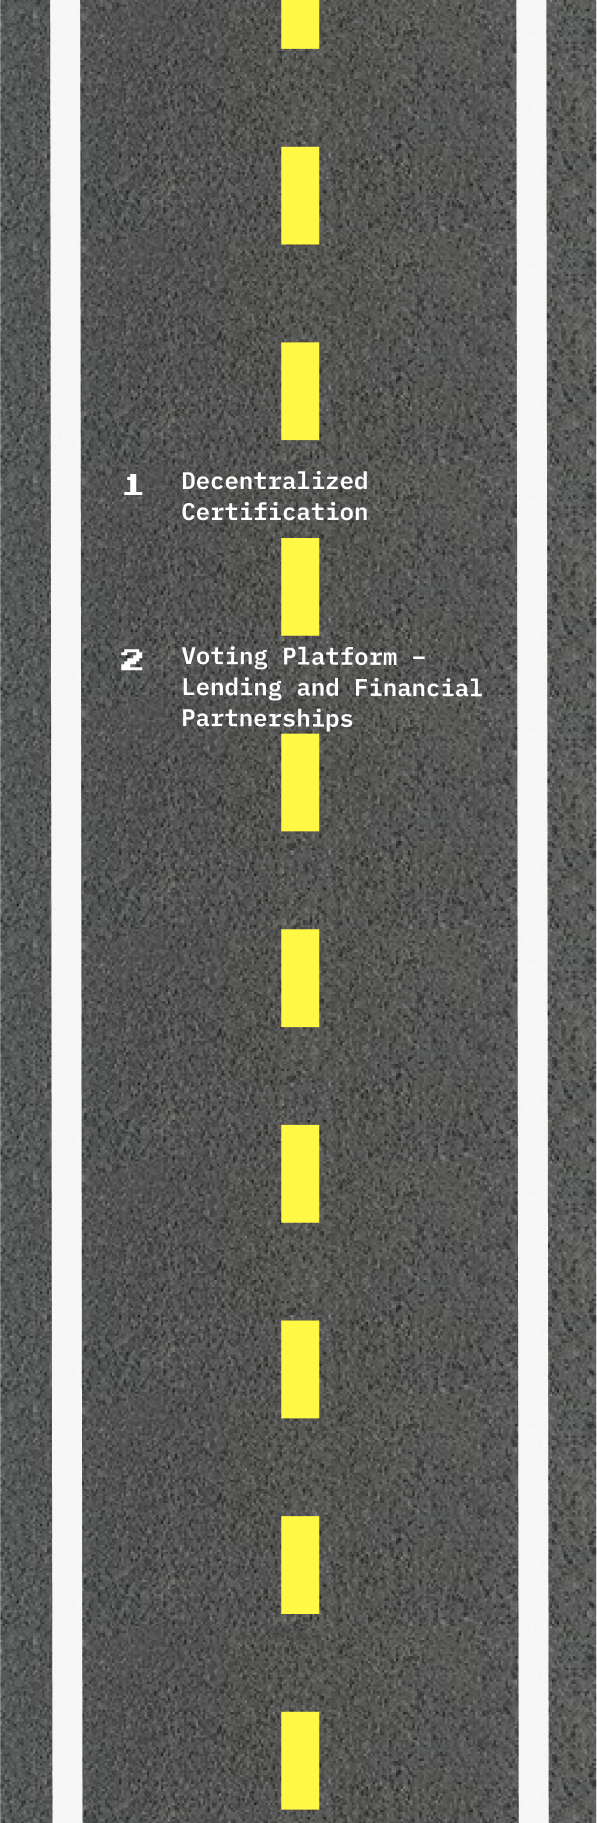 1 Decentralized
Certification
2 Voting Platform –
Lending and Financial
Partnerships